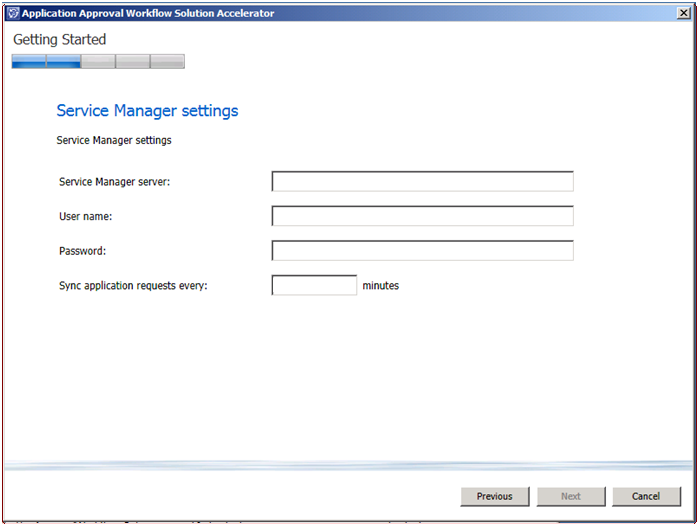 Application Approval Workflow Solution Accelerator
Getting Started
Service Manager settings
Service Manager settings
Service Manager server:
User name:
Password:
Sync application requests every: minutes
Previous Next Cancel